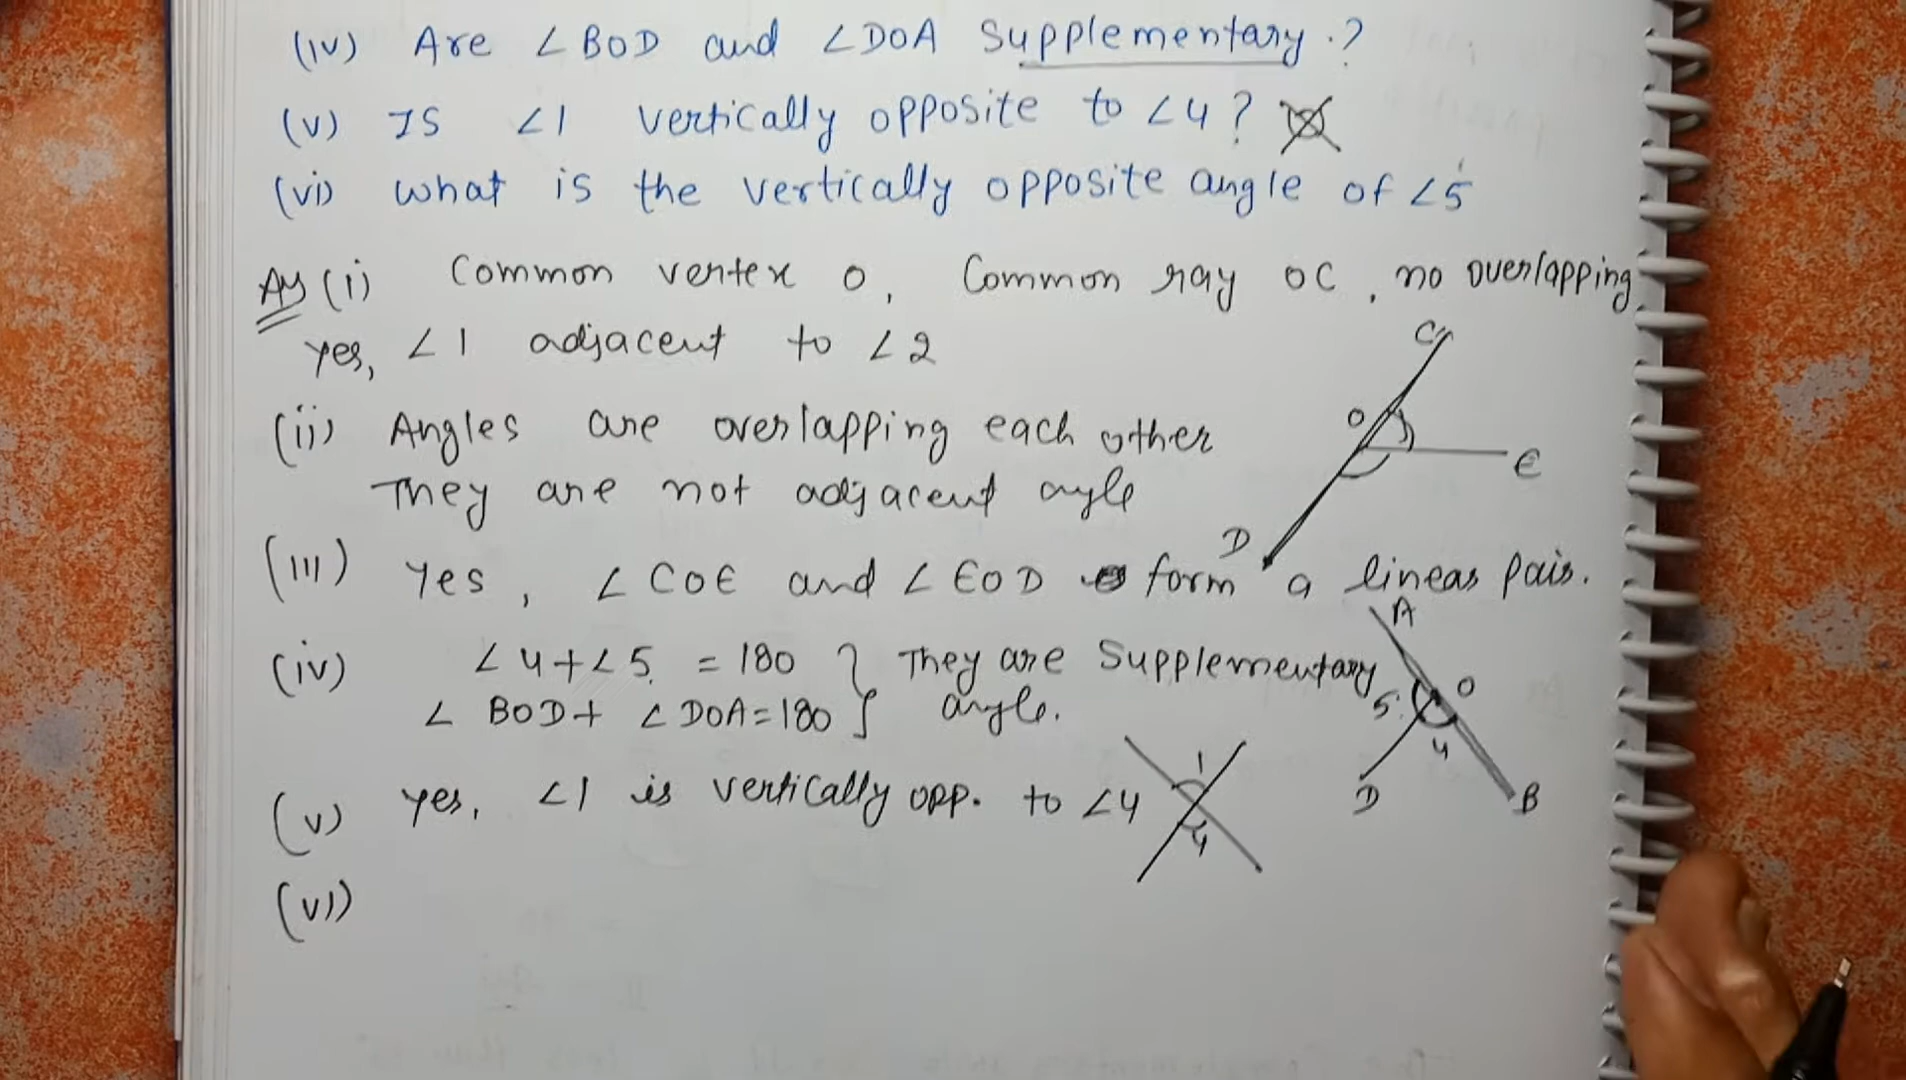 (iv) Are ∠BOD and ∠DOA Supplementary.?
(v) IS ∠1 vertically opposite to ∠4?
(vi) what is the vertically opposite angle of ∠5
(i) Common vertex O, Common ray OC, no overlapping
yes, ∠1 adjacent to ∠2
(ii) Angles are overlapping each other
They are not adjacent angle
(iii) Yes, ∠COE and ∠EOD form a linear pair.
(iv) ∠4+∠5 = 180 } They are Supplementary
∠BOD+ ∠DOA=180 } angle.
(v) yes, ∠1 is vertically opp. to ∠4
(vi)
C
O
E
D
A
O
5
4
D
B
1
4